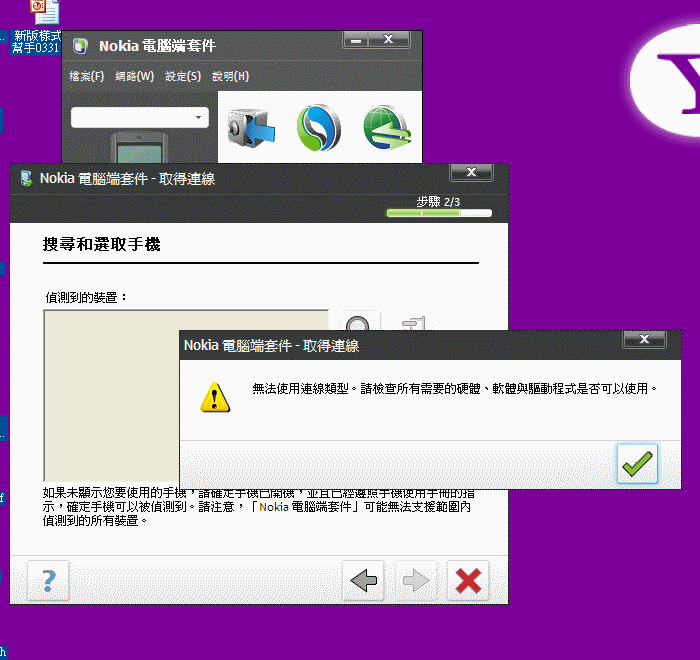 新版樣式
幫手0331
Nokia 電腦端套件
檔案(F) 網路(W) 設定(S) 說明(H)
Nokia 電腦端套件 - 取得連線
步驟 2/3
搜尋和選取手機
偵測到的裝置：
Nokia 電腦端套件 - 取得連線
無法使用連線類型。請檢查所有需要的硬體、軟體與驅動程式是否可以使用。
如果未顯示您要使用的手機，請確定手機已開機，並且已經遵照手機使用手冊的指
示，確定手機可以被偵測到。請注意，「Nokia 電腦端套件」可能無法支援範圍內
偵測到的所有裝置。
?
Y
f
h